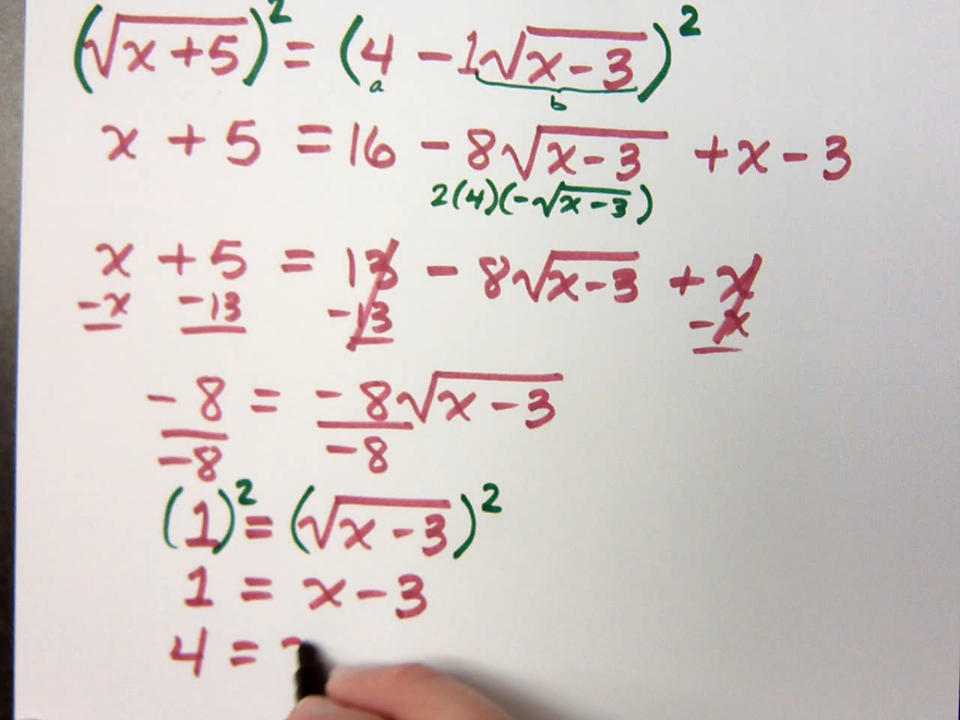 (√(x+5))² = (4 - 1√(x-3))²
a b
x + 5 = 16 - 8√(x-3) + x - 3
2(4)(-√(x-3))
x + 5 = 13 - 8√(x-3) + x
-x -13 -13 -x
-8 = -8√(x-3)
-8 -8
(1)² = (√(x-3))²
1 = x - 3
4 =